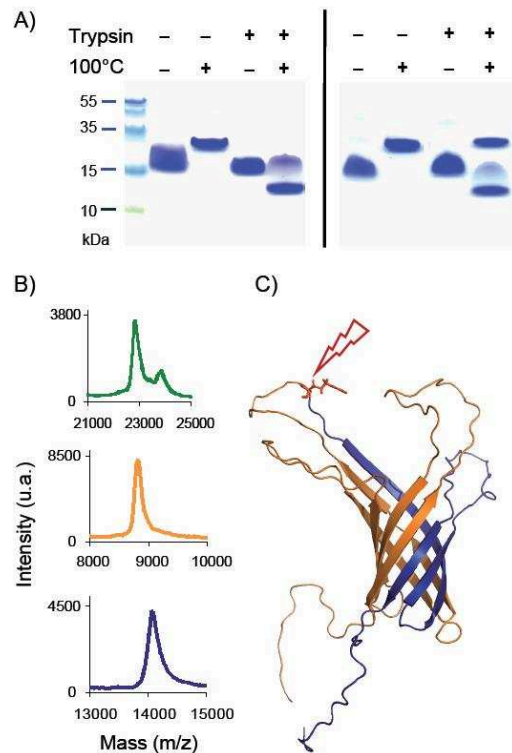 A)
Trypsin – – + + – – + +
100°C – + – + – + – +
55
35
15
10
kDa
B)
C)
3800
0
21000 23000 25000
8500
0
8000 9000 10000
4500
0
13000 14000 15000
Intensity (u.a.)
Mass (m/z)